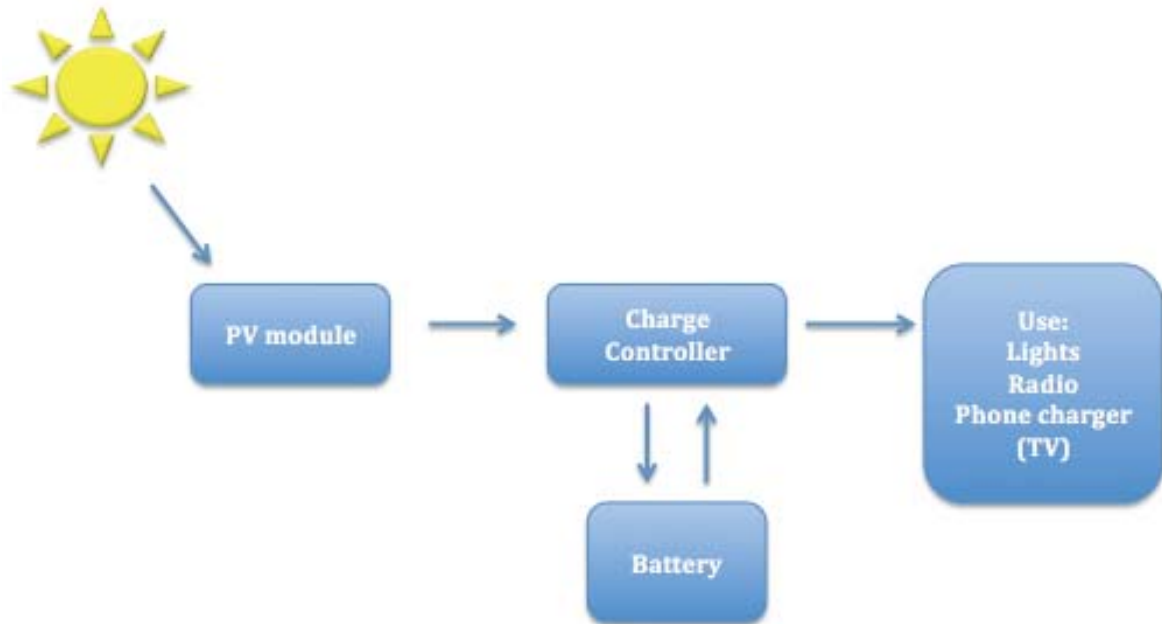 PV module
Charge
Controller
Use:
Lights
Radio
Phone charger
(TV)
Battery